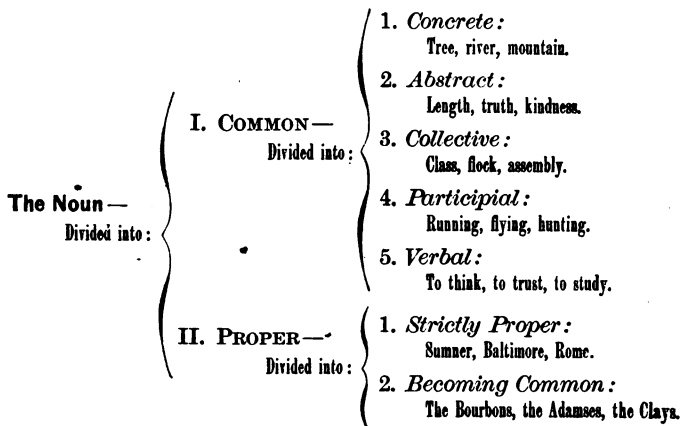 The Noun—
Divided into:
I. COMMON—
Divided into:
1. Concrete:
Tree, river, mountain.
2. Abstract:
Length, truth, kindness.
3. Collective:
Class, flock, assembly.
4. Participial:
Running, flying, hunting.
5. Verbal:
To think, to trust, to study.
II. PROPER—
Divided into:
1. Strictly Proper:
Sumner, Baltimore, Rome.
2. Becoming Common:
The Bourbons, the Adamses, the Clays.